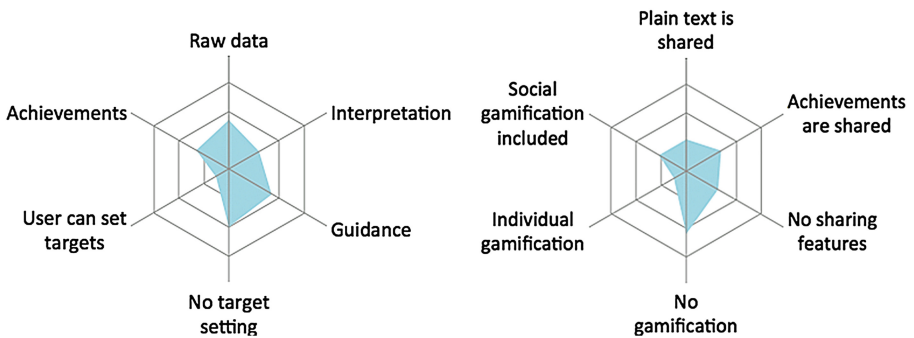 Raw data
Interpretation
Guidance
No target
setting
User can set
targets
Achievements
Plain text is
shared
Achievements
are shared
No sharing
features
No
gamification
Individual
gamification
Social
gamification
included